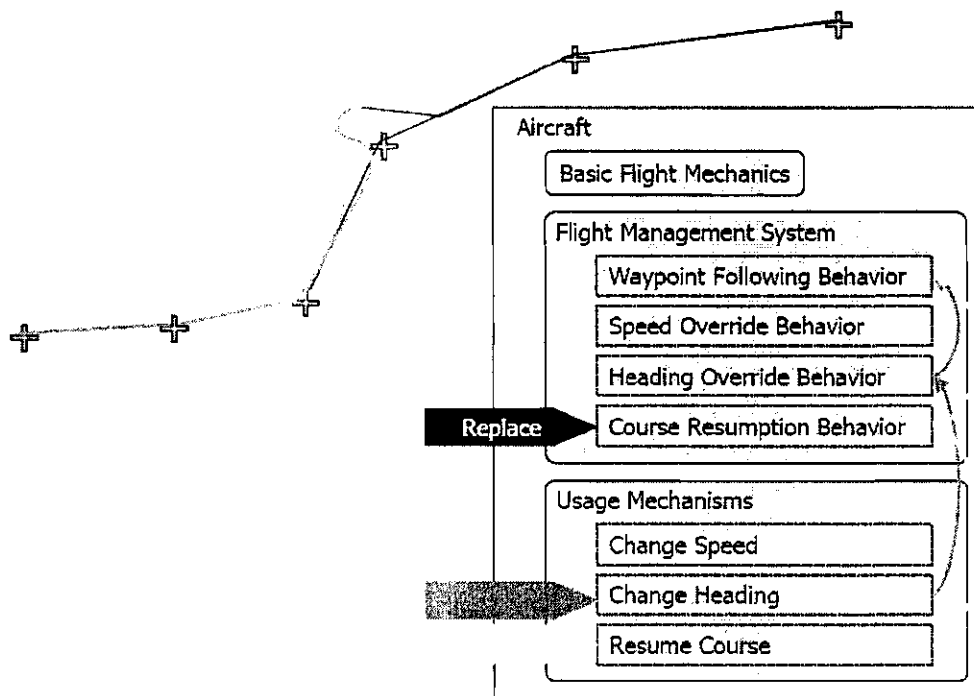 Aircraft
Basic Flight Mechanics
Flight Management System
Waypoint Following Behavior
Speed Override Behavior
Heading Override Behavior
Replace
Course Resumption Behavior
Usage Mechanisms
Change Speed
Change Heading
Resume Course